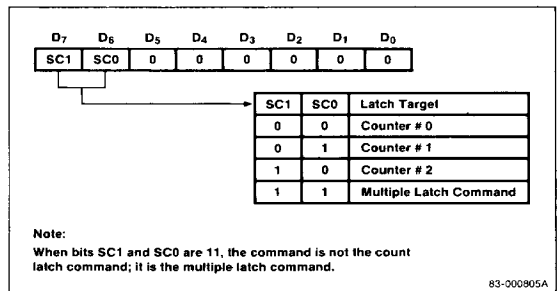 D7 D6 D5 D4 D3 D2 D1 D0
SC1 SC0 0 0 0 0 0 0
SC1 SC0 Latch Target
0 0 Counter # 0
0 1 Counter # 1
1 0 Counter # 2
1 1 Multiple Latch Command
Note:
When bits SC1 and SC0 are 11, the command is not the count
latch command; it is the multiple latch command.
83-000805A